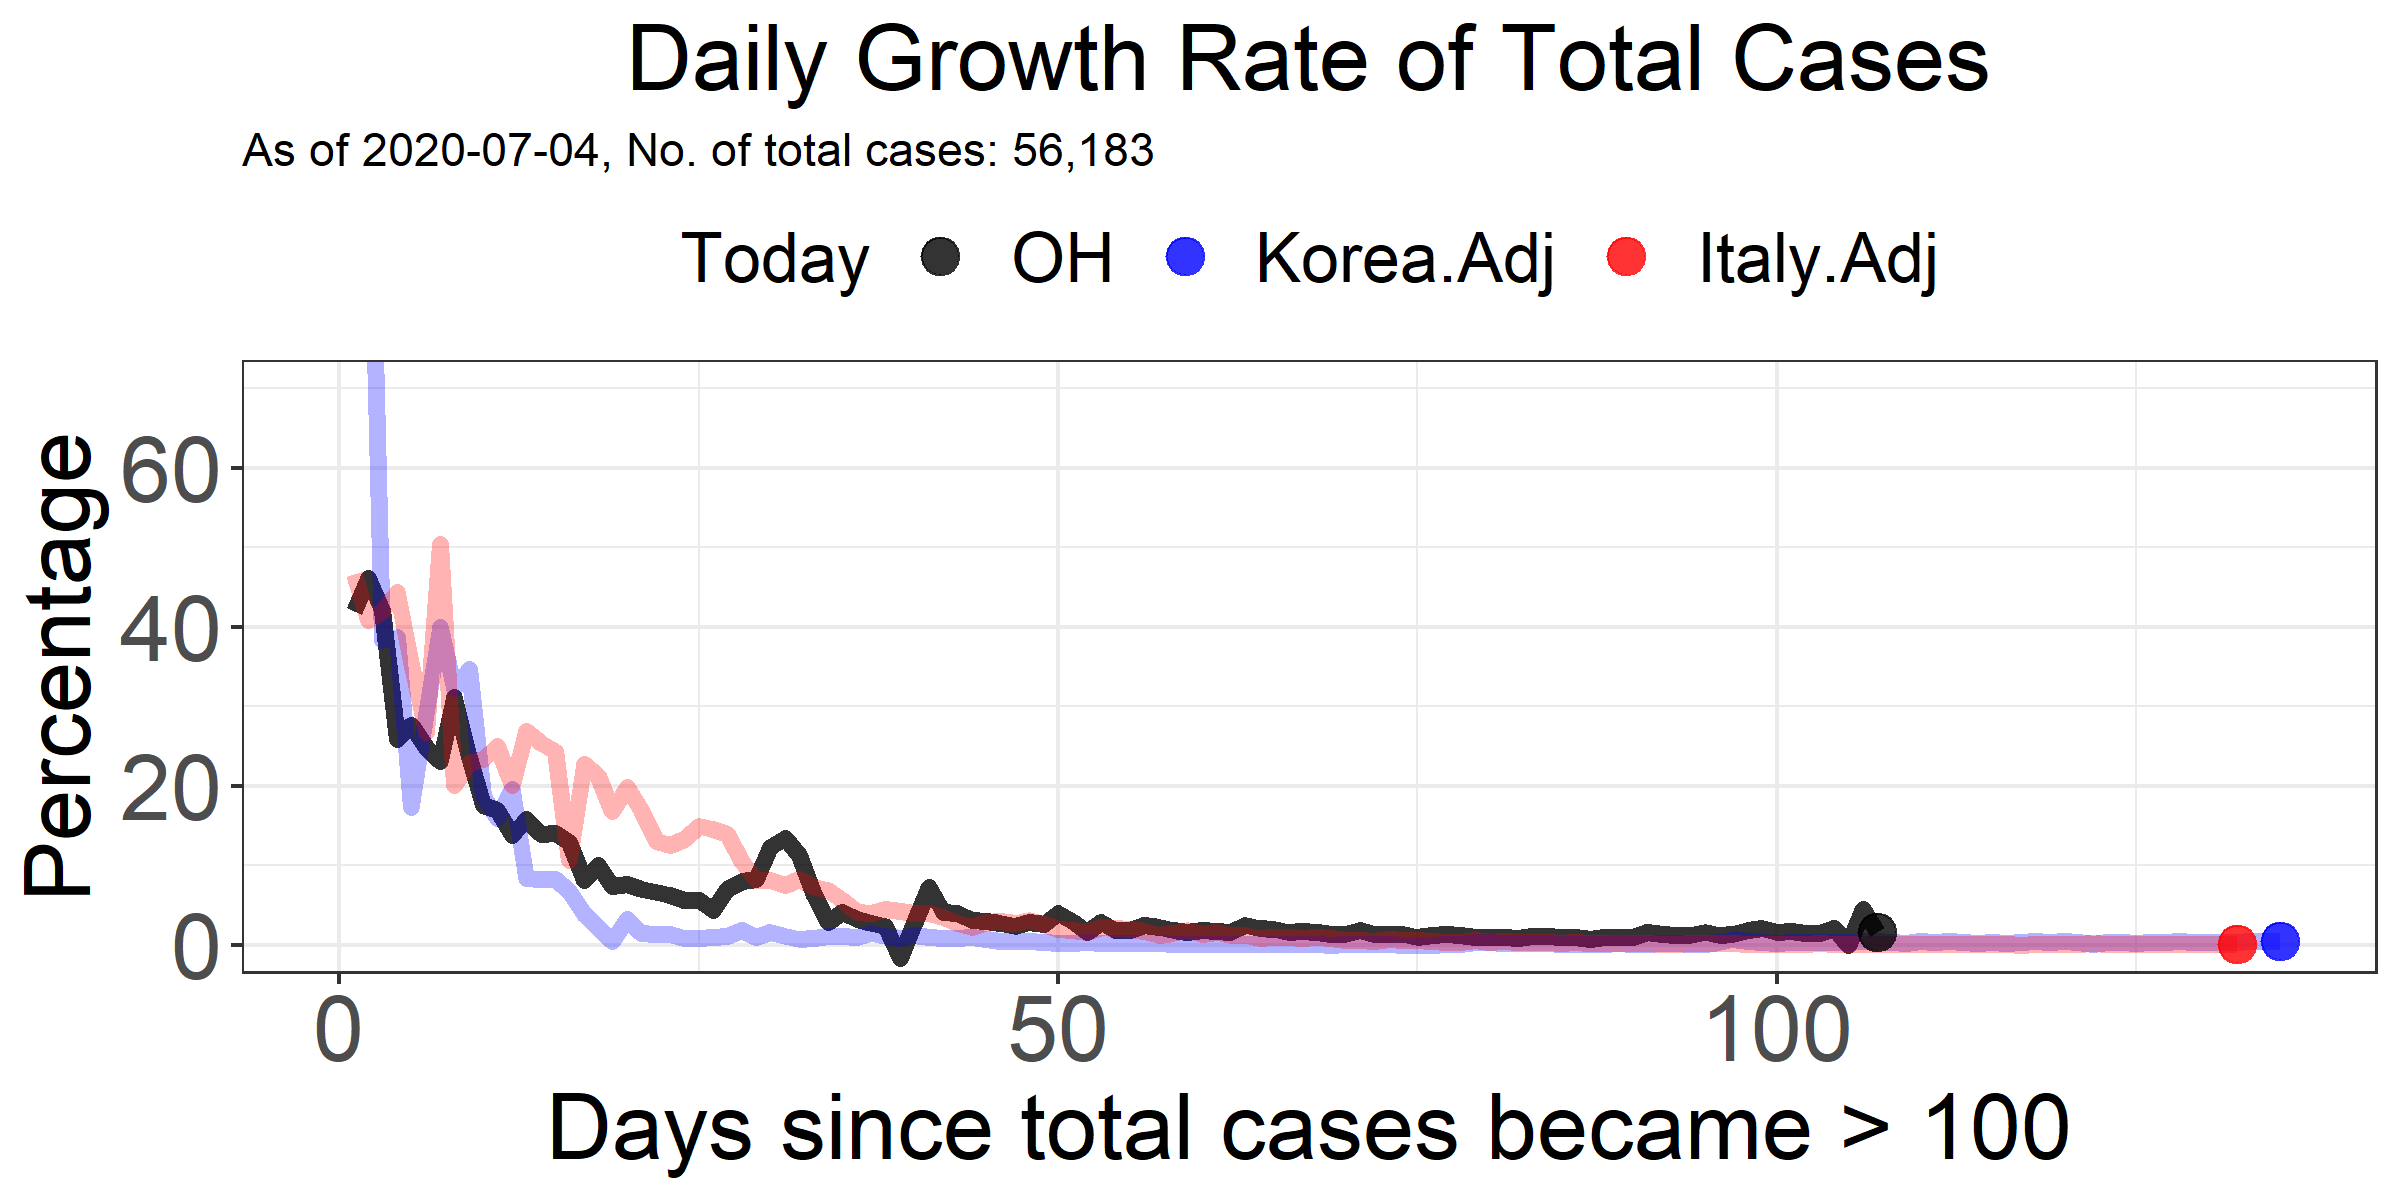 Daily Growth Rate of Total Cases
As of 2020-07-04, No. of total cases: 56,183
Today OH Korea.Adj Italy.Adj
Percentage
60
40
20
0
0 50 100
Days since total cases became > 100